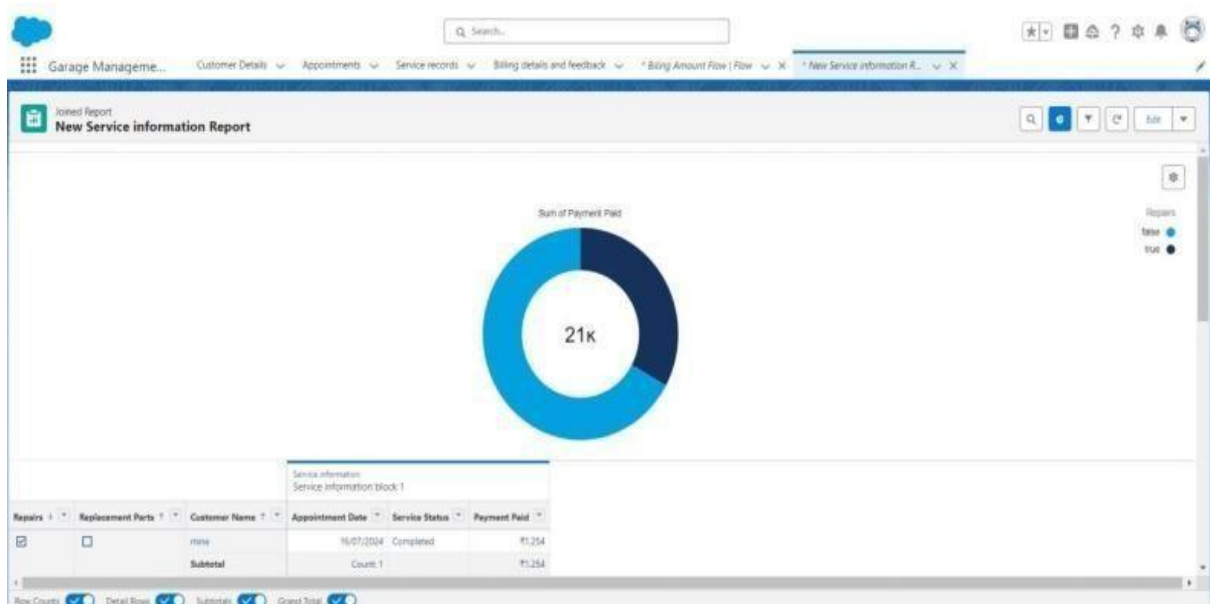 Search...
Garage Manageme...
Customer Details
Appointments
Service records
Billing details and feedback
* Billing Amount Flow | Flow
* New Service information R...
Joined Report
New Service information Report
Edit
Sum of Payment Paid
21K
Repairs
false
true
Service information
Service information block 1
Repairs
Replacement Parts
Customer Name
Appointment Date
Service Status
Payment Paid
mine
16/07/2024
Completed
₹1,254
Subtotal
Count: 1
₹1,254
Row Counts
Detail Rows
Subtotals
Grand Total